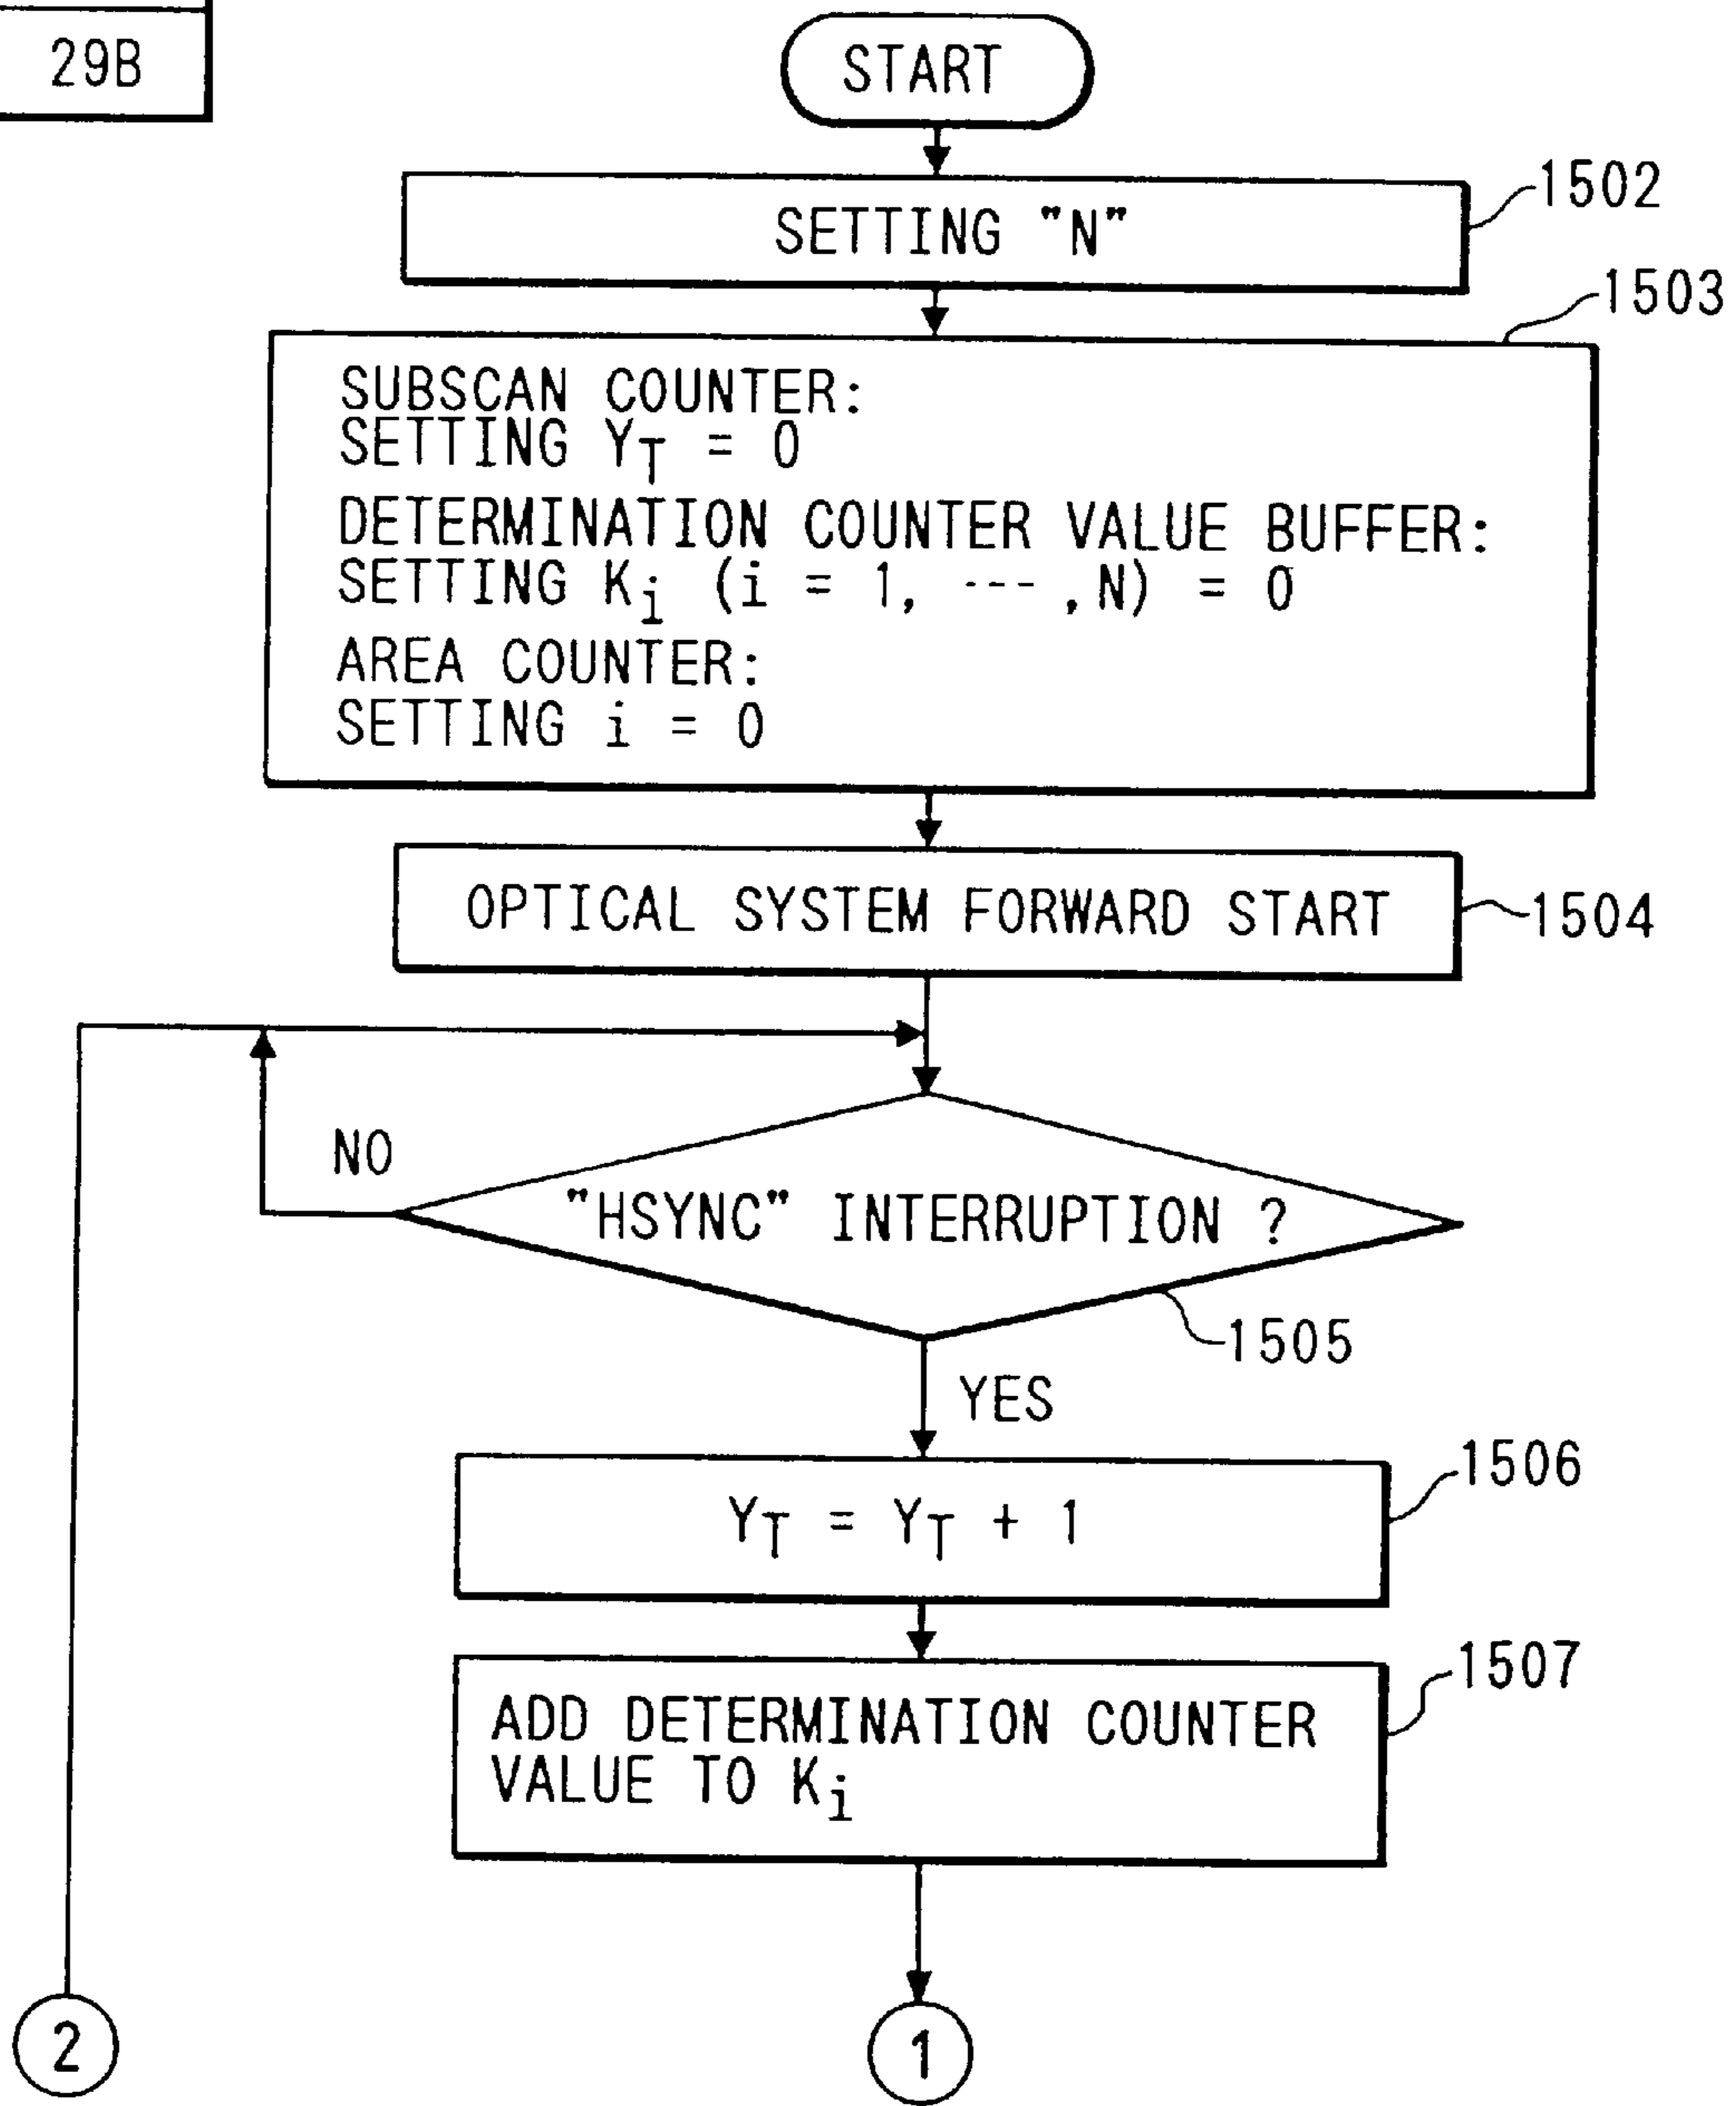 29B
START
SETTING "N"
1502
1503
SUBSCAN COUNTER:
SETTING YT = 0
DETERMINATION COUNTER VALUE BUFFER:
SETTING Ki (i = 1, --- ,N) = 0
AREA COUNTER:
SETTING i = 0
OPTICAL SYSTEM FORWARD START
1504
NO
"HSYNC" INTERRUPTION ?
1505
YES
1506
YT = YT + 1
1507
ADD DETERMINATION COUNTER
VALUE TO Ki
2
1